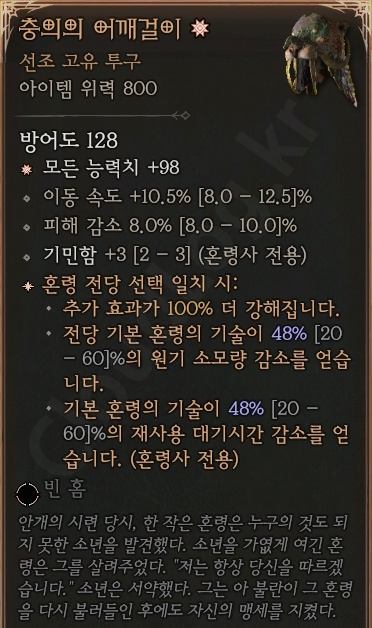 충의의 어깨걸이
선조 고유 투구
아이템 위력 800
방어도 128
모든 능력치 +98
이동 속도 +10.5% [8.0 – 12.5]%
피해 감소 8.0% [8.0 – 10.0]%
기민함 +3 [2 – 3] (혼령사 전용)
혼령 전당 선택 일치 시:
추가 효과가 100% 더 강해집니다.
전당 기본 혼령의 기술이 48% [20
– 60]%의 원기 소모량 감소를 얻습
니다.
기본 혼령의 기술이 48% [20 –
60]%의 재사용 대기시간 감소를 얻
습니다. (혼령사 전용)
빈 홈
안개의 시련 당시, 한 작은 혼령은 누구의 것도 되
지 못한 소년을 발견했다. 소년을 가엾게 여긴 혼
령은 그를 살려주었다. "저는 항상 당신을 따르겠
습니다." 소년은 서약했다. 그는 아 불란이 그 혼령
을 다시 불러들인 후에도 자신의 맹세를 지켰다.